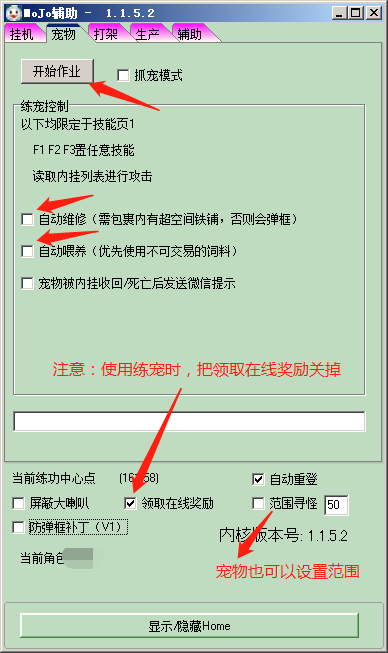 MoJo辅助 - 1.1.5.2
挂机 宠物 打架 生产 辅助
开始作业 抓宠模式
练宠控制
以下均限定于技能页1
F1 F2 F3置任意技能
读取内挂列表进行攻击
自动维修（需包裹内有超空间铁铺，否则会弹框）
自动喂养（优先使用不可交易的饲料）
宠物被内挂收回/死亡后发送微信提示
注意：使用练宠时，把领取在线奖励关掉
当前练功中心点 自动重登
屏蔽大喇叭 领取在线奖励 范围寻怪 50
防弹框补丁（V1） 内核版本号: 1.1.5.2
当前角色
宠物也可以设置范围
显示/隐藏Home